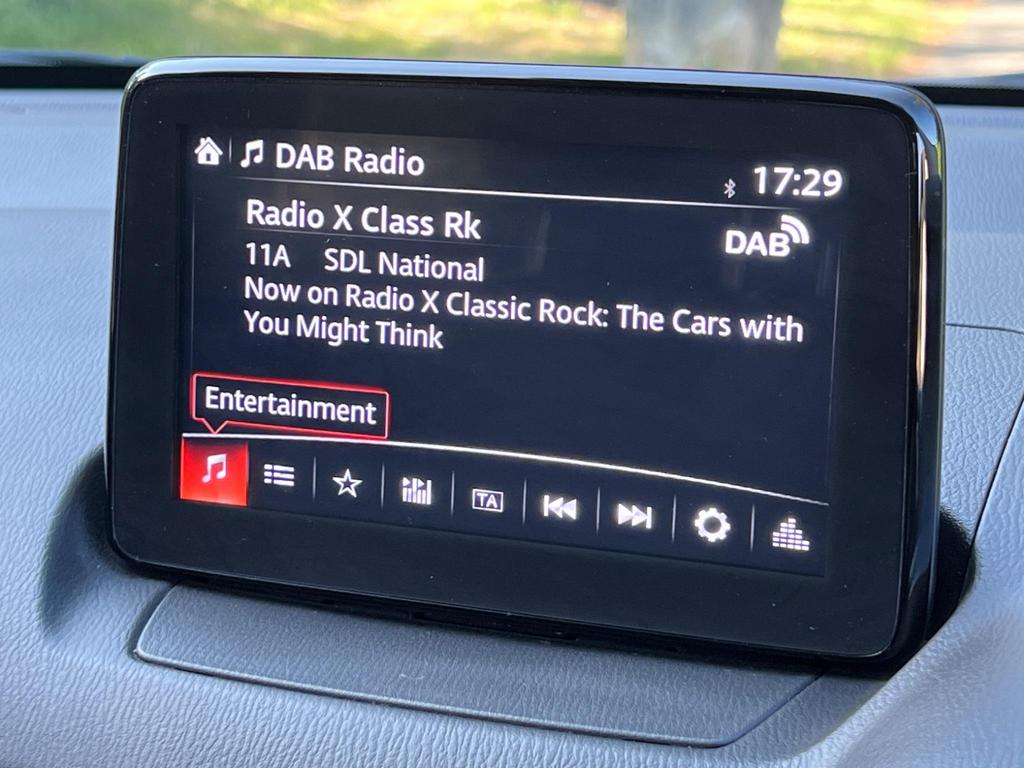 DAB Radio
17:29
Radio X Class Rk
DAB
11A SDL National
Now on Radio X Classic Rock: The Cars with
You Might Think
Entertainment
TA